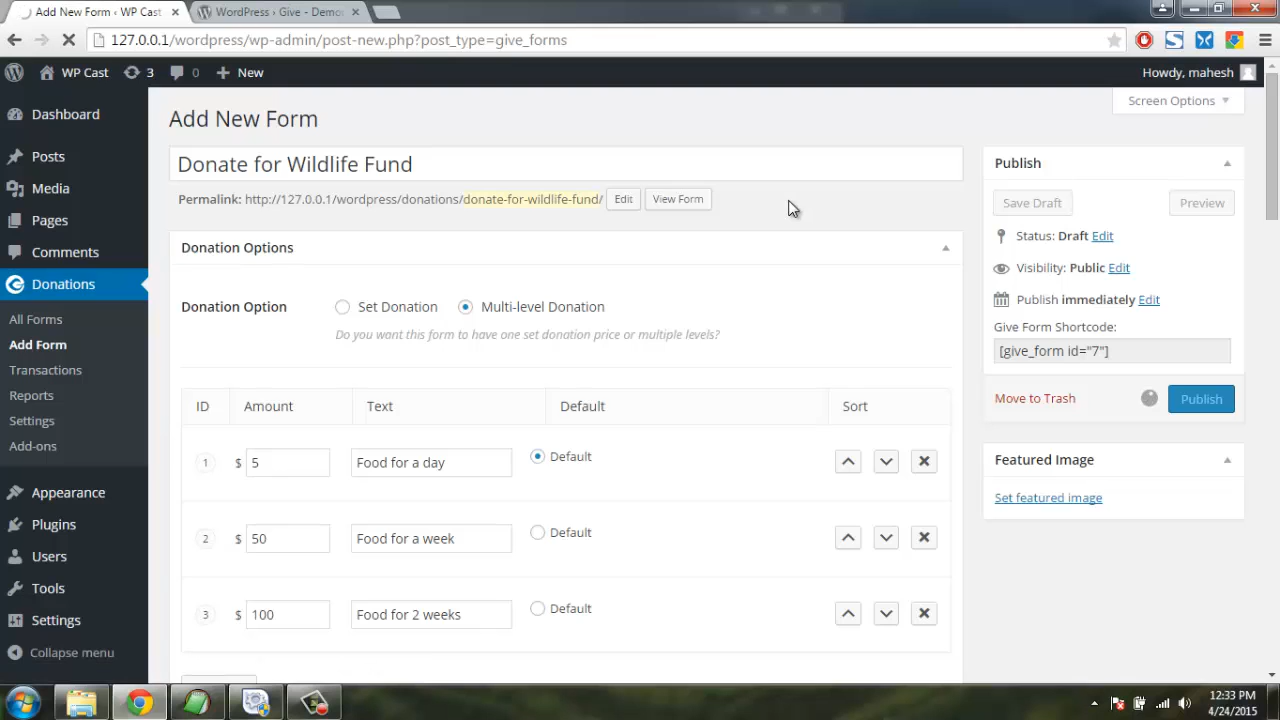 Add New Form ‹ WP Cast
WordPress › Give - Demo
127.0.0.1/wordpress/wp-admin/post-new.php?post_type=give_forms
WP Cast 3 0 New Howdy, mahesh
Screen Options
Dashboard
Posts
Media
Pages
Comments
Donations
All Forms
Add Form
Transactions
Reports
Settings
Add-ons
Appearance
Plugins
Users
Tools
Settings
Collapse menu
Add New Form
Donate for Wildlife Fund
Permalink: http://127.0.0.1/wordpress/donations/donate-for-wildlife-fund/ Edit View Form
Donation Options
Donation Option Set Donation Multi-level Donation
Do you want this form to have one set donation price or multiple levels?
ID Amount Text Default Sort
1 $ 5 Food for a day Default
2 $ 50 Food for a week Default
3 $ 100 Food for 2 weeks Default
Publish
Save Draft Preview
Status: Draft Edit
Visibility: Public Edit
Publish immediately Edit
Give Form Shortcode:
[give_form id="7"]
Move to Trash Publish
Featured Image
Set featured image
12:33 PM
4/24/2015